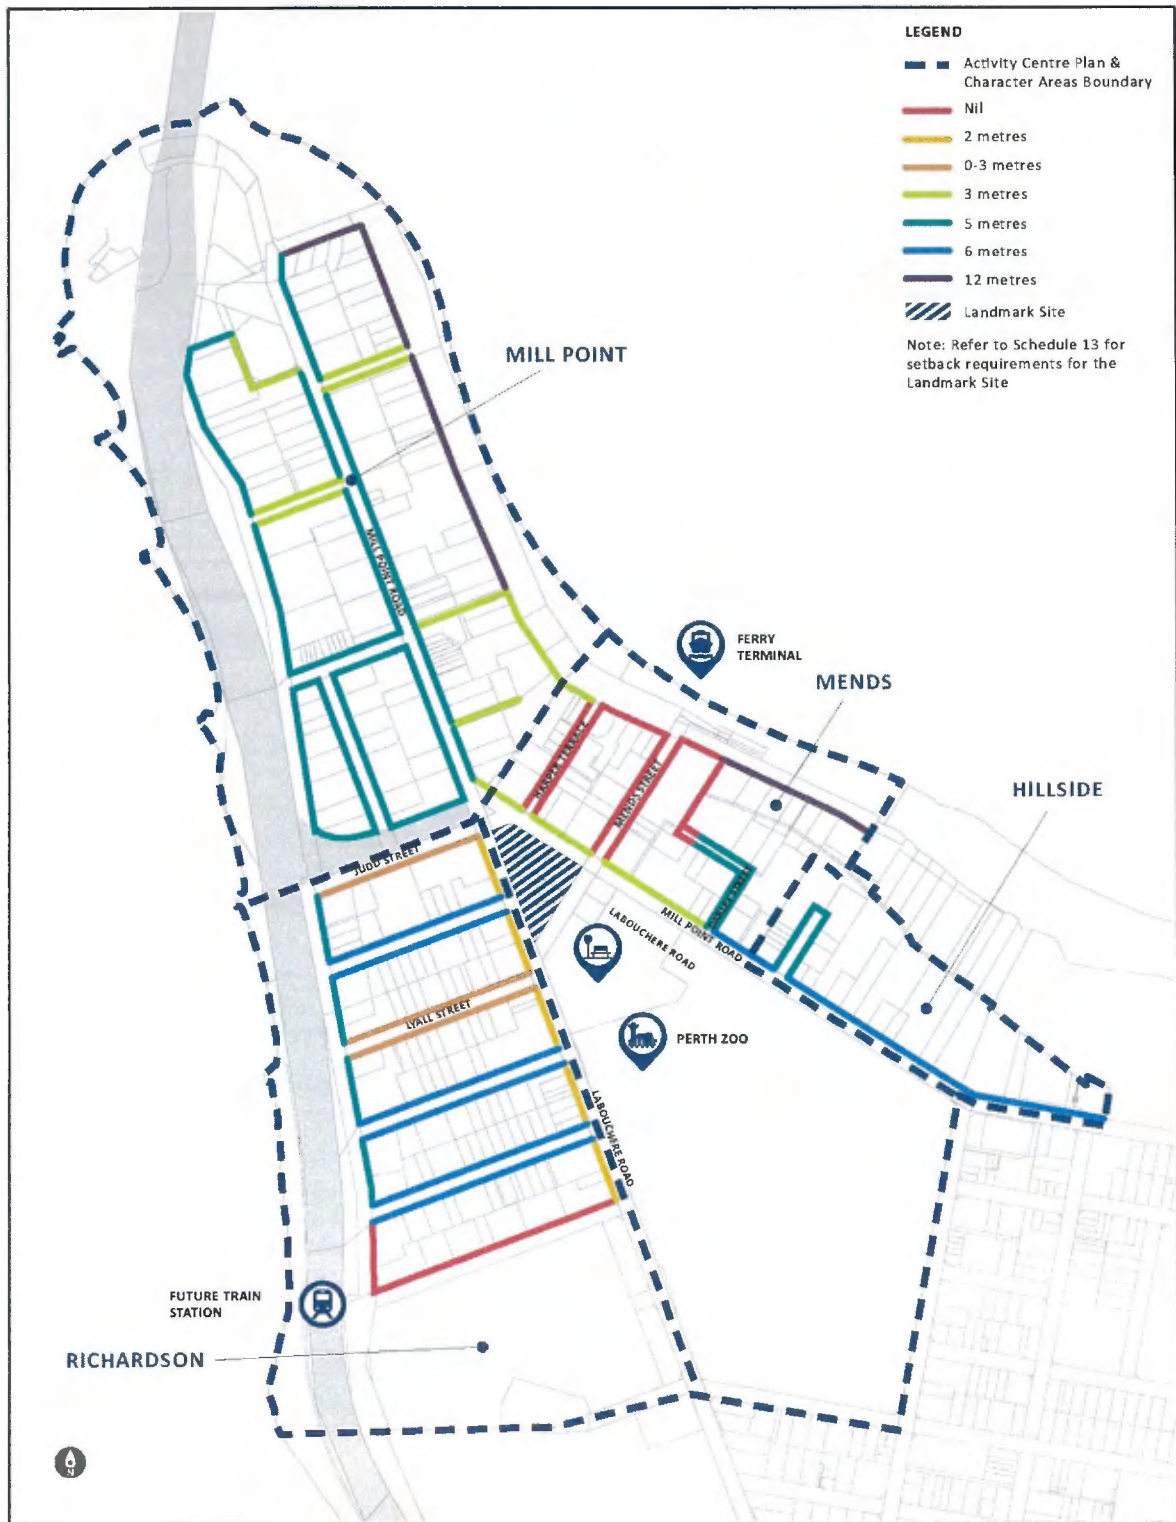 LEGEND
Activity Centre Plan &
Character Areas Boundary
Nil
2 metres
0-3 metres
3 metres
5 metres
6 metres
12 metres
Landmark Site
Note: Refer to Schedule 13 for
setback requirements for the
Landmark Site
MILL POINT
MILL POINT ROAD
FERRY
TERMINAL
MENDS
HARPER TERRACE
MENDS STREET
HILLSIDE
JUDD STREET
MILL POINT ROAD
LABOUCHERE ROAD
LYALL STREET
PERTH ZOO
LABOUCHERE ROAD
FUTURE TRAIN
STATION
RICHARDSON
N